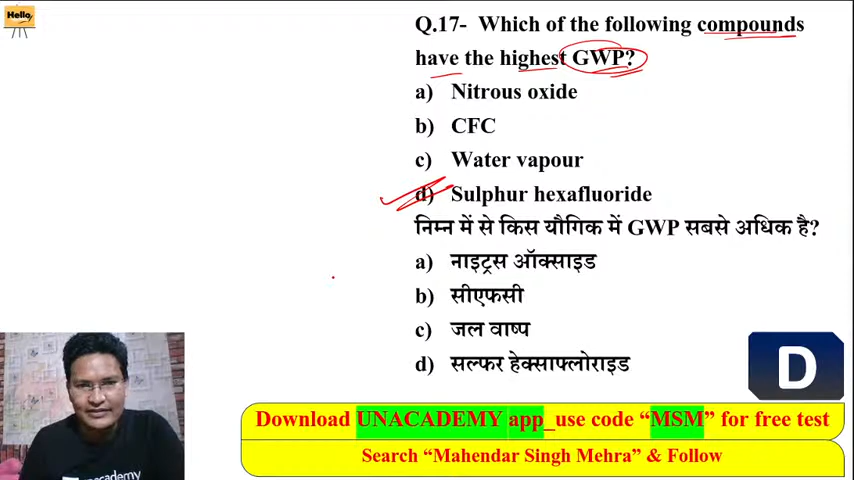 Hello
Q.17- Which of the following compounds
have the highest GWP?
a) Nitrous oxide
b) CFC
c) Water vapour
d) Sulphur hexafluoride
निम्न में से किस यौगिक में GWP सबसे अधिक है?
a) नाइट्रस ऑक्साइड
b) सीएफसी
c) जल वाष्प
d) सल्फर हेक्साफ्लोराइड
D
Download UNACADEMY app_use code “MSM” for free test
Search “Mahendar Singh Mehra” & Follow